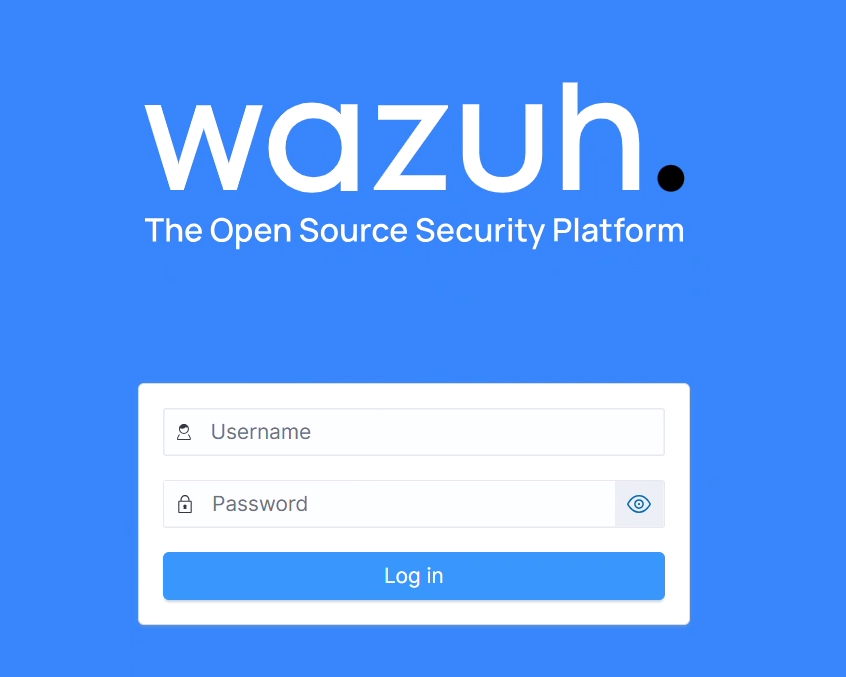 wazuh.
The Open Source Security Platform
Username
Password
Log in